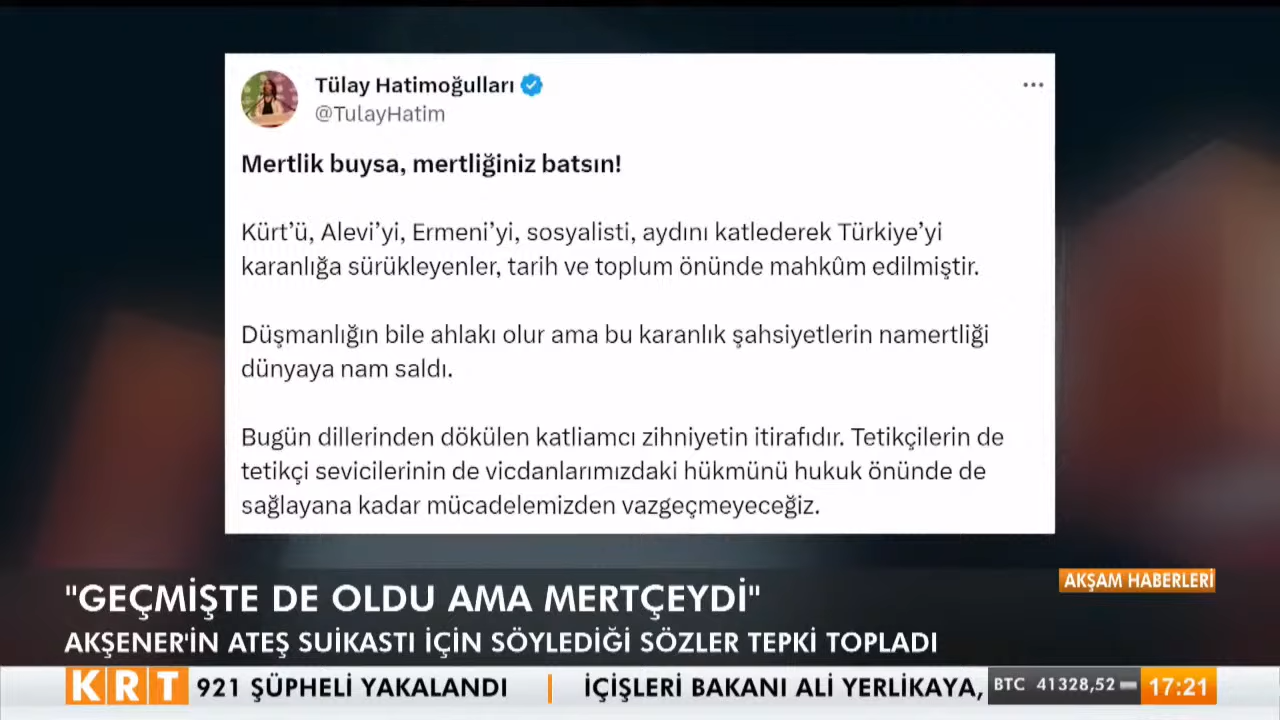 Tülay Hatimoğulları
@TulayHatim
Mertlik buysa, mertliğiniz batsın!
Kürt’ü, Alevi’yi, Ermeni’yi, sosyalisti, aydını katlederek Türkiye’yi
karanlığa sürükleyenler, tarih ve toplum önünde mahkûm edilmiştir.
Düşmanlığın bile ahlakı olur ama bu karanlık şahsiyetlerin namertliği
dünyaya nam saldı.
Bugün dillerinden dökülen katliamcı zihniyetin itirafıdır. Tetikçilerin de
tetikçi sevicilerinin de vicdanlarımızdaki hükmünü hukuk önünde de
sağlayana kadar mücadelemizden vazgeçmeyeceğiz.
AKŞAM HABERLERİ
"GEÇMİŞTE DE OLDU AMA MERTÇEYDİ"
AKŞENER'İN ATEŞ SUİKASTI İÇİN SÖYLEDİĞİ SÖZLER TEPKİ TOPLADI
KRT 921 ŞÜPHELİ YAKALANDI | İÇİŞLERİ BAKANI ALİ YERLİKAYA, BTC 41328,52 17:21